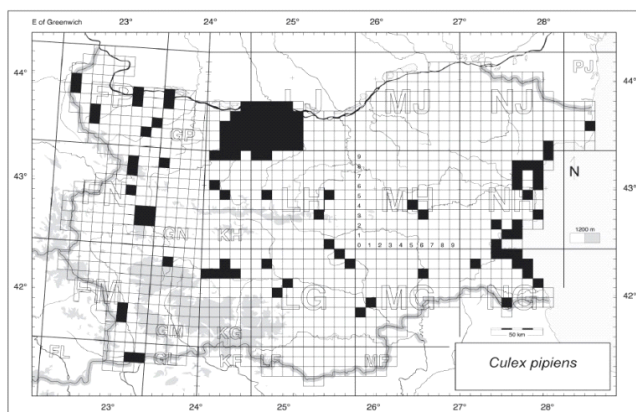 E of Greenwich 23° 24° 25° 26° 27° 28°
PJ
44° 44°
FP LJ MJ NJ
GP
9
8
43° 7 N 43°
6
FN LH MH 5 NH
4
3
2 1200 m
GN KH 1
0 1 2 3 4 5 6 7 8 9
42° FM LG MG NG 42°
GM KG
50 km
FL GL KF LF MF
Culex pipiens
23° 24° 25° 26° 27° 28°